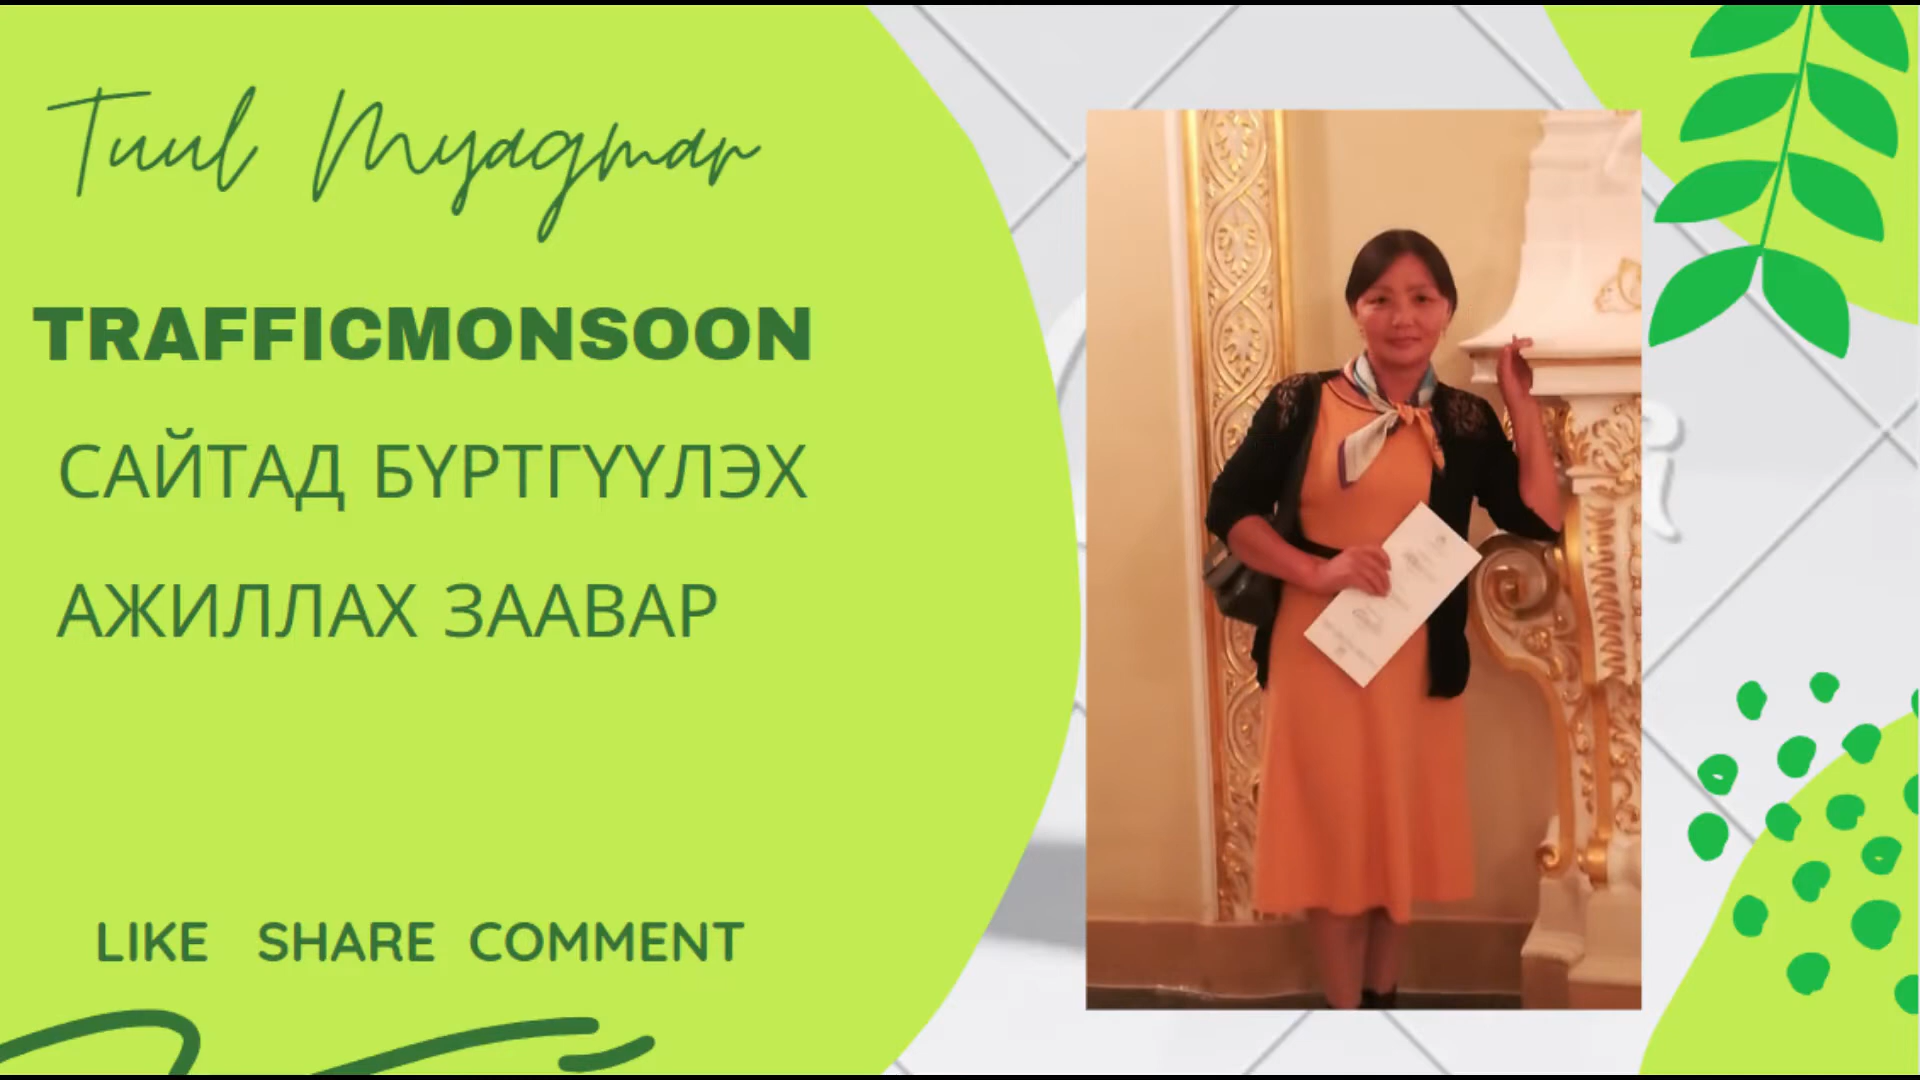 Tuul Myagmar
TRAFFICMONSOON
САЙТАД БҮРТГҮҮЛЭХ
АЖИЛЛАХ ЗААВАР
LIKE SHARE COMMENT